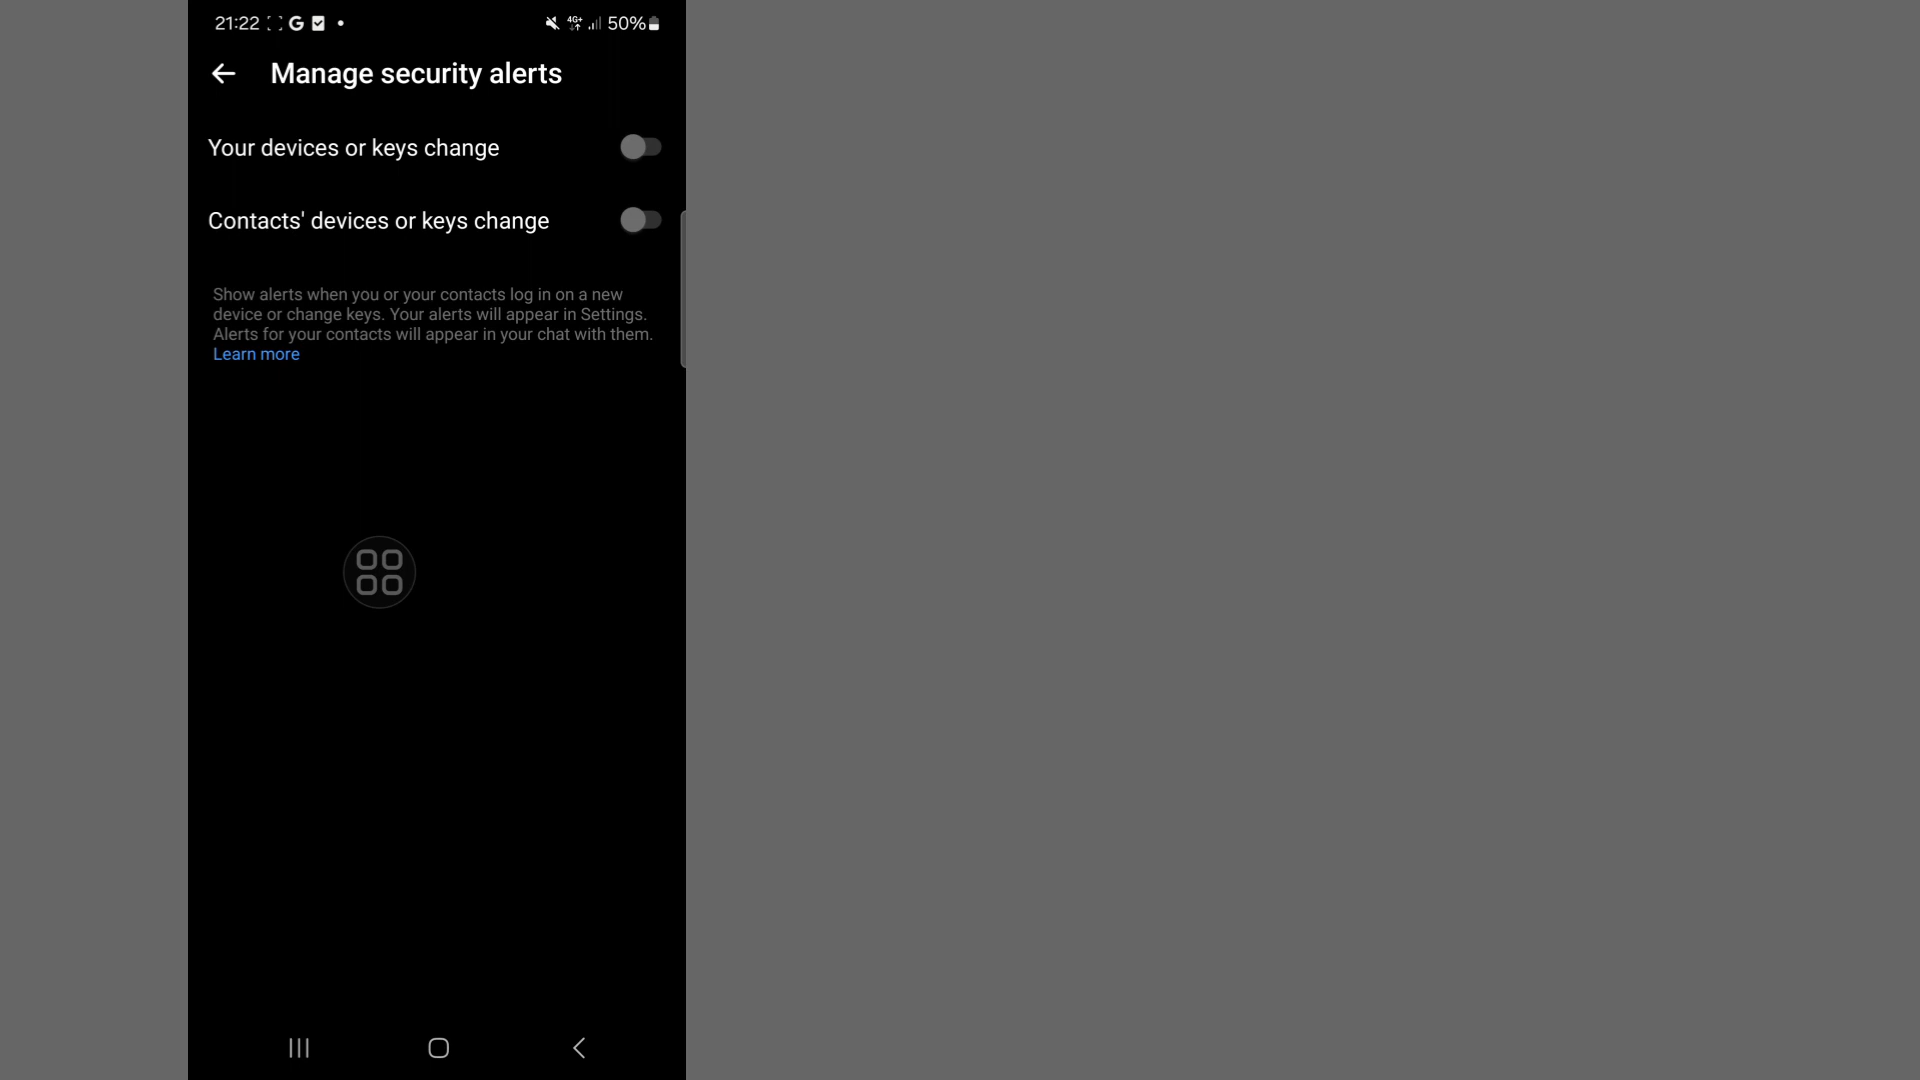 21:22 G 4G+ 50%
Manage security alerts
Your devices or keys change
Contacts' devices or keys change
Show alerts when you or your contacts log in on a new
device or change keys. Your alerts will appear in Settings.
Alerts for your contacts will appear in your chat with them.
Learn more